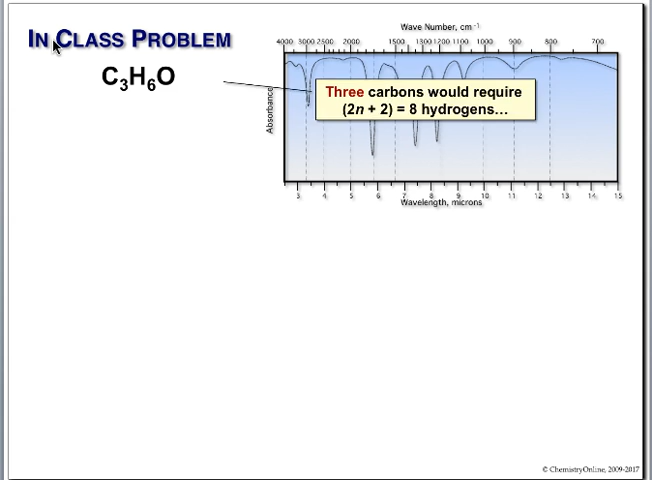 IN CLASS PROBLEM
C₃H₆O
Wave Number, cm⁻¹
4000 3000 2500 2000 1500 1300 1200 1100 1000 900 800 700
Absorbance
Three carbons would require
(2n + 2) = 8 hydrogens…
3 4 5 6 7 8 9 10 11 12 13 14 15
Wavelength, microns
© ChemistryOnline, 2009-2017